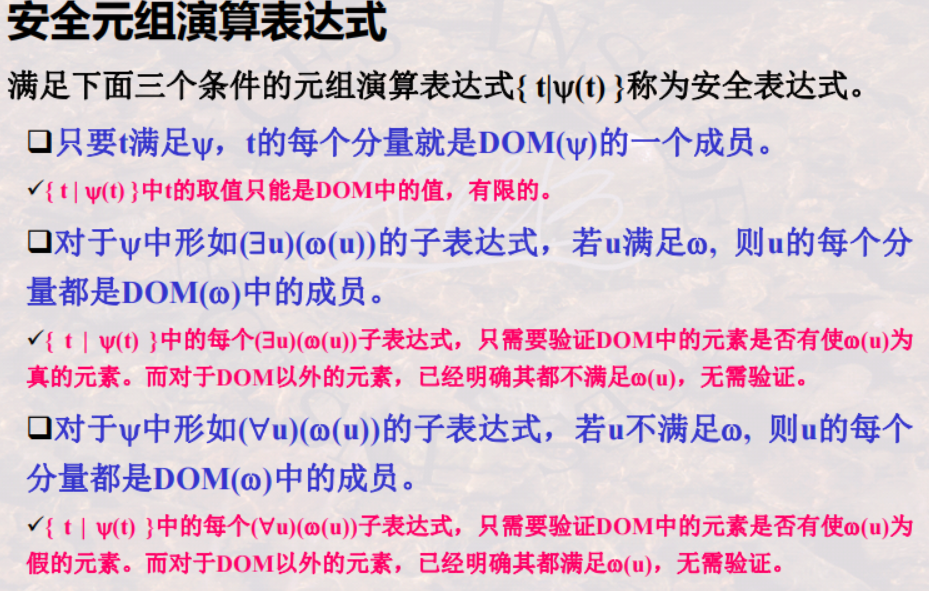 安全元组演算表达式
满足下面三个条件的元组演算表达式{ t|ψ(t) }称为安全表达式。
❑只要t满足ψ，t的每个分量就是DOM(ψ)的一个成员。
✓{ t | ψ(t) }中t的取值只能是DOM中的值，有限的。
❑对于ψ中形如(∃u)(ω(u))的子表达式，若u满足ω, 则u的每个分
量都是DOM(ω)中的成员。
✓{ t | ψ(t) }中的每个(∃u)(ω(u))子表达式，只需要验证DOM中的元素是否有使ω(u)为
真的元素。而对于DOM以外的元素，已经明确其都不满足ω(u)，无需验证。
❑对于ψ中形如(∀u)(ω(u))的子表达式，若u不满足ω, 则u的每个
分量都是DOM(ω)中的成员。
✓{ t | ψ(t) }中的每个(∀u)(ω(u))子表达式，只需要验证DOM中的元素是否有使ω(u)为
假的元素。而对于DOM以外的元素，已经明确其都满足ω(u)，无需验证。